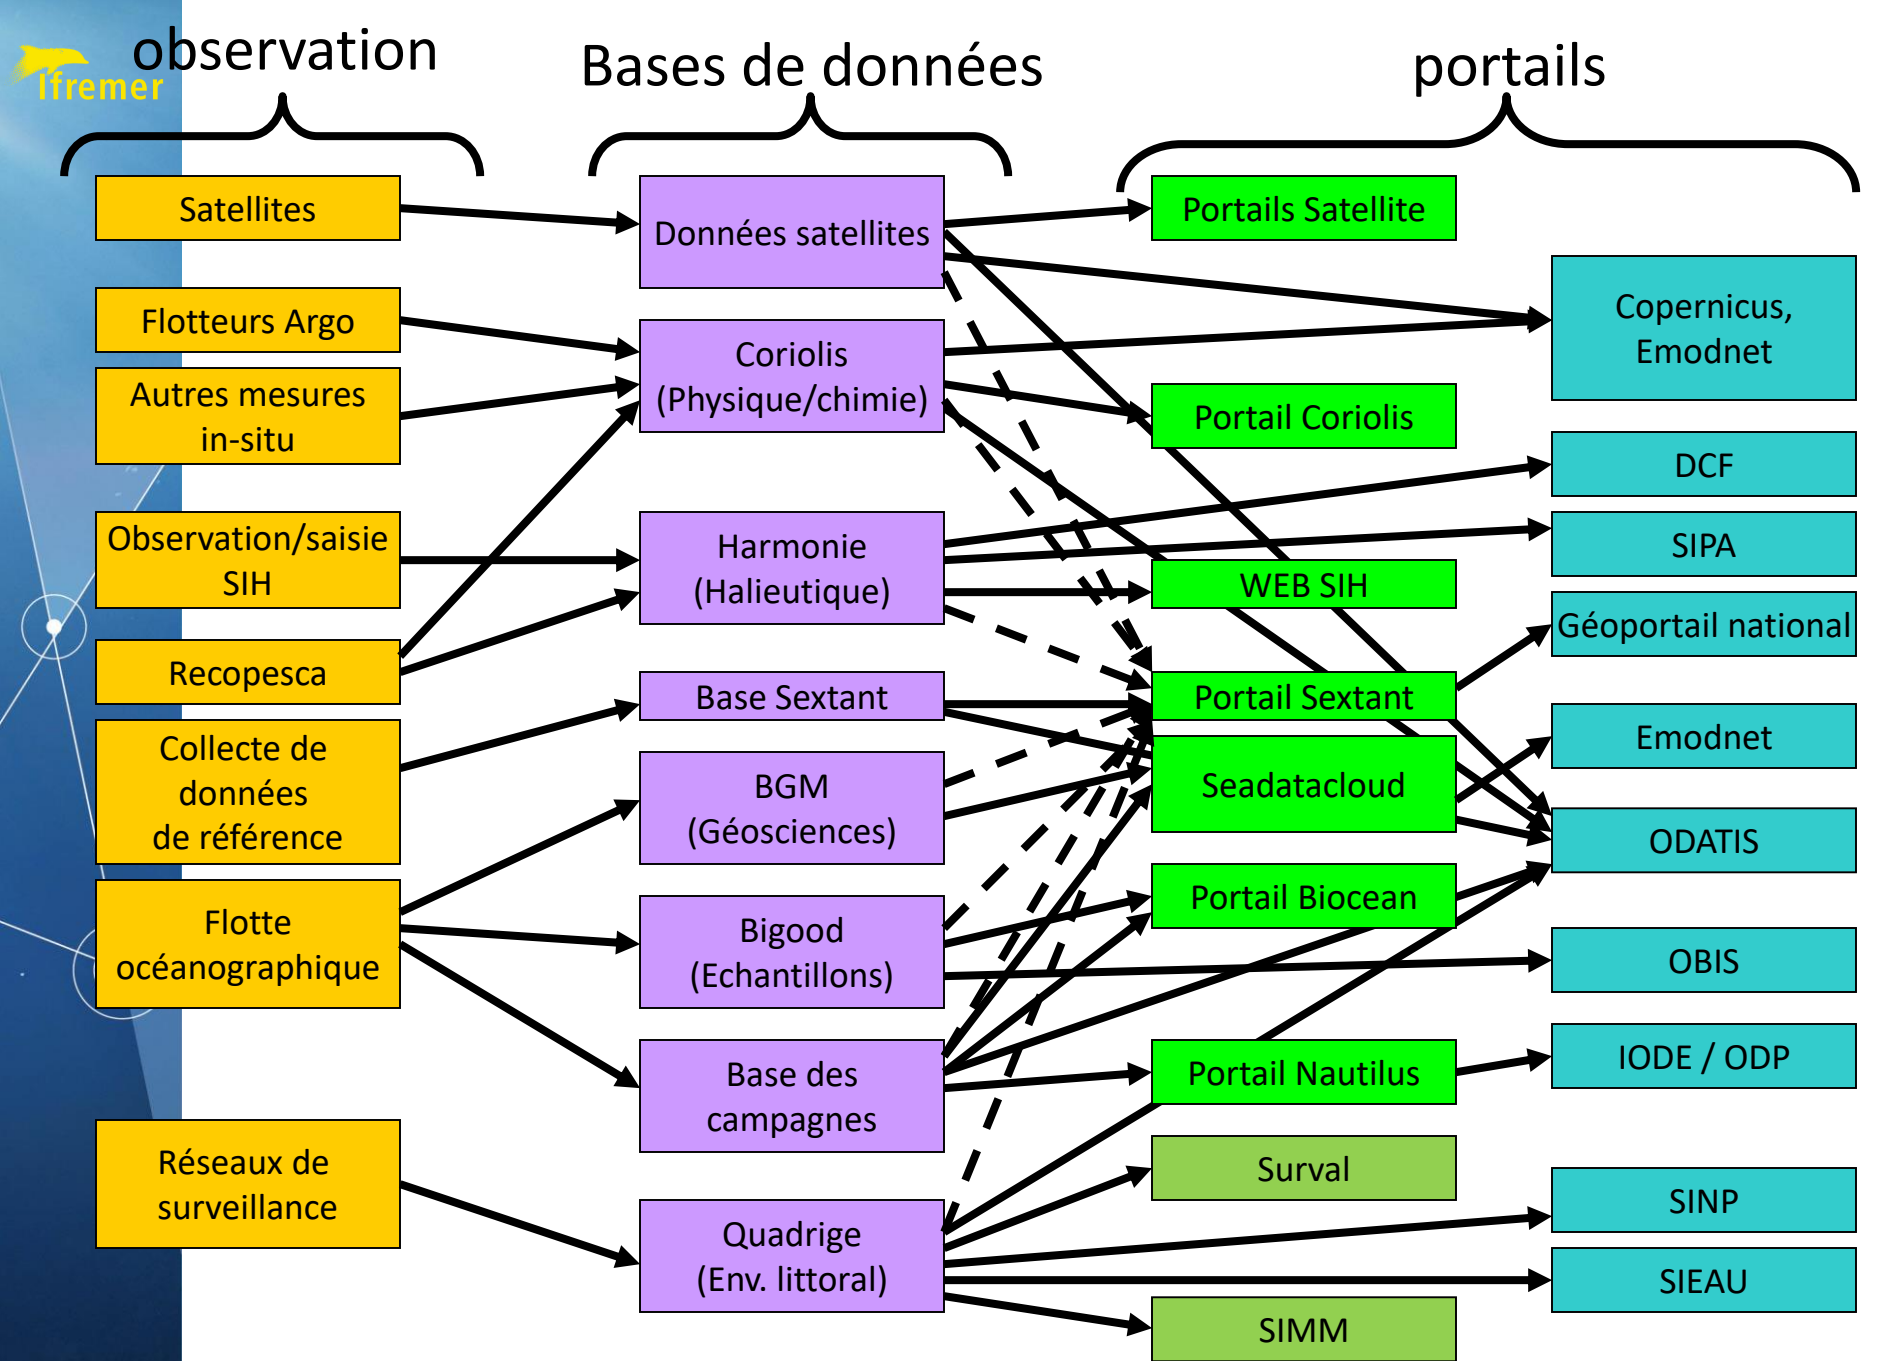 Ifremer
observation
Bases de données
portails
Satellites
Flotteurs Argo
Autres mesures
in-situ
Observation/saisie
SIH
Recopesca
Collecte de
données
de référence
Flotte
océanographique
Réseaux de
surveillance
Données satellites
Coriolis
(Physique/chimie)
Harmonie
(Halieutique)
Base Sextant
BGM
(Géosciences)
Bigood
(Echantillons)
Base des
campagnes
Quadrige
(Env. littoral)
Portails Satellite
Portail Coriolis
WEB SIH
Portail Sextant
Seadatacloud
Portail Biocean
Portail Nautilus
Surval
SIMM
Copernicus,
Emodnet
DCF
SIPA
Géoportail national
Emodnet
ODATIS
OBIS
IODE / ODP
SINP
SIEAU